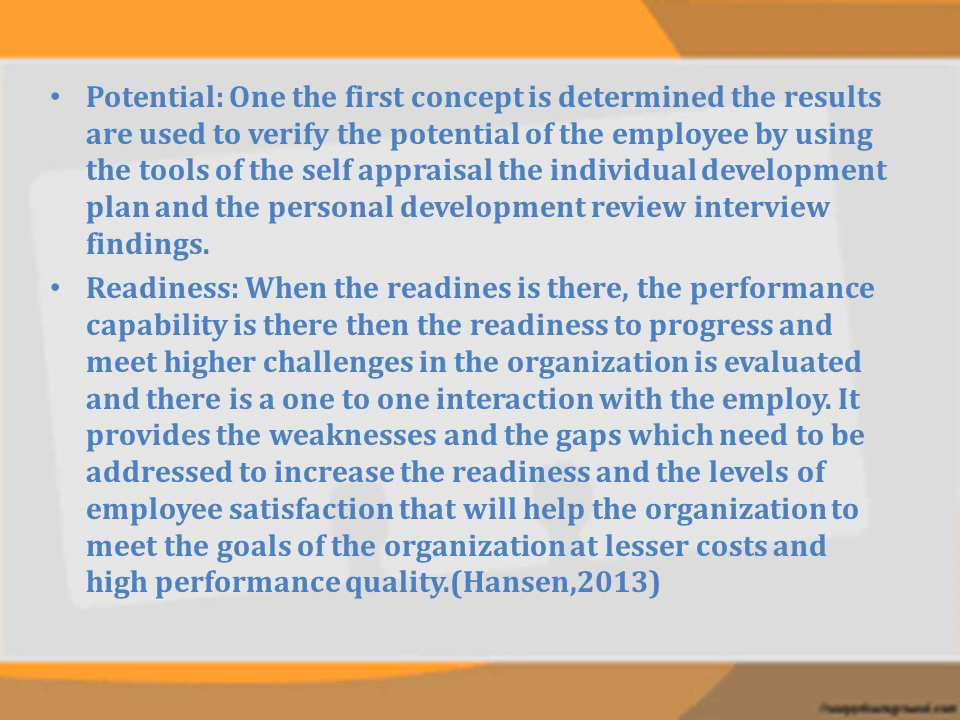 • Potential: One the first concept is determined the results
are used to verify the potential of the employee by using
the tools of the self appraisal the individual development
plan and the personal development review interview
findings.
• Readiness: When the readines is there, the performance
capability is there then the readiness to progress and
meet higher challenges in the organization is evaluated
and there is a one to one interaction with the employ. It
provides the weaknesses and the gaps which need to be
addressed to increase the readiness and the levels of
employee satisfaction that will help the organization to
meet the goals of the organization at lesser costs and
high performance quality.(Hansen,2013)